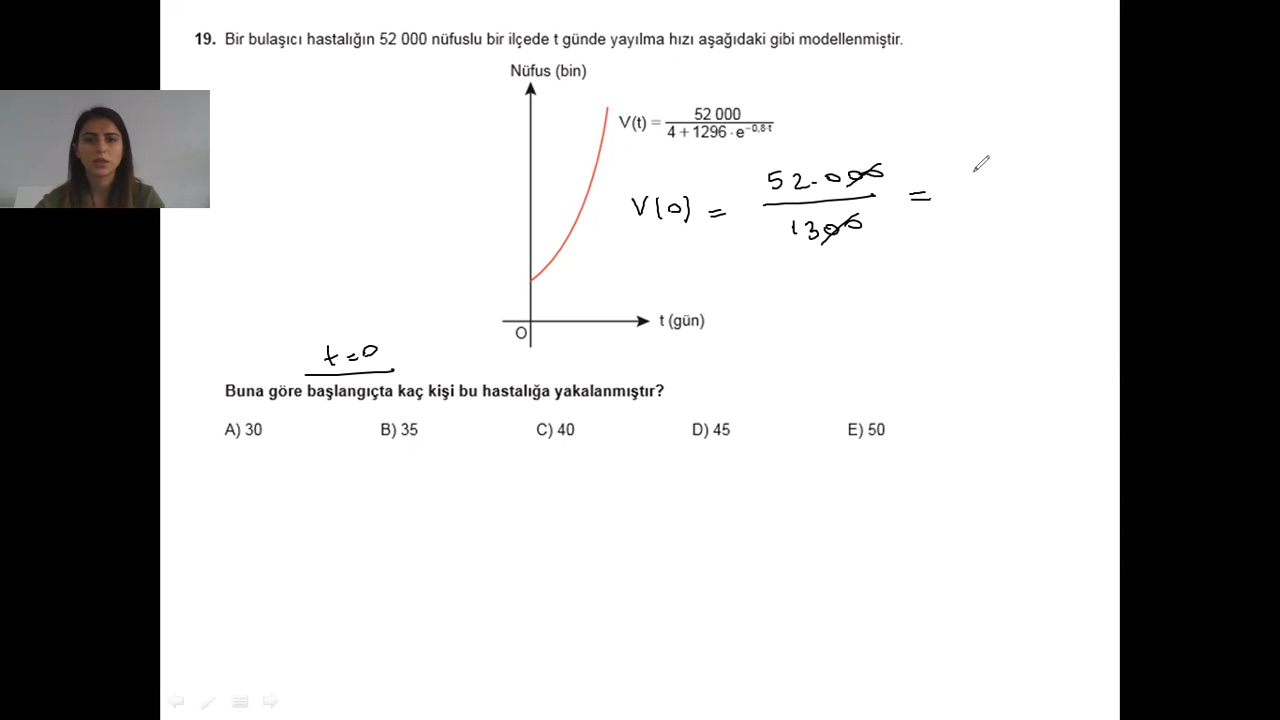 19. Bir bulaşıcı hastalığın 52 000 nüfuslu bir ilçede t günde yayılma hızı aşağıdaki gibi modellenmiştir.
Nüfus (bin)
V(t) = 52 000 / 4 + 1296 · e^–0,8·t
V(0) = 52.000 / 1300 =
O
t (gün)
t = 0
Buna göre başlangıçta kaç kişi bu hastalığa yakalanmıştır?
A) 30 B) 35 C) 40 D) 45 E) 50